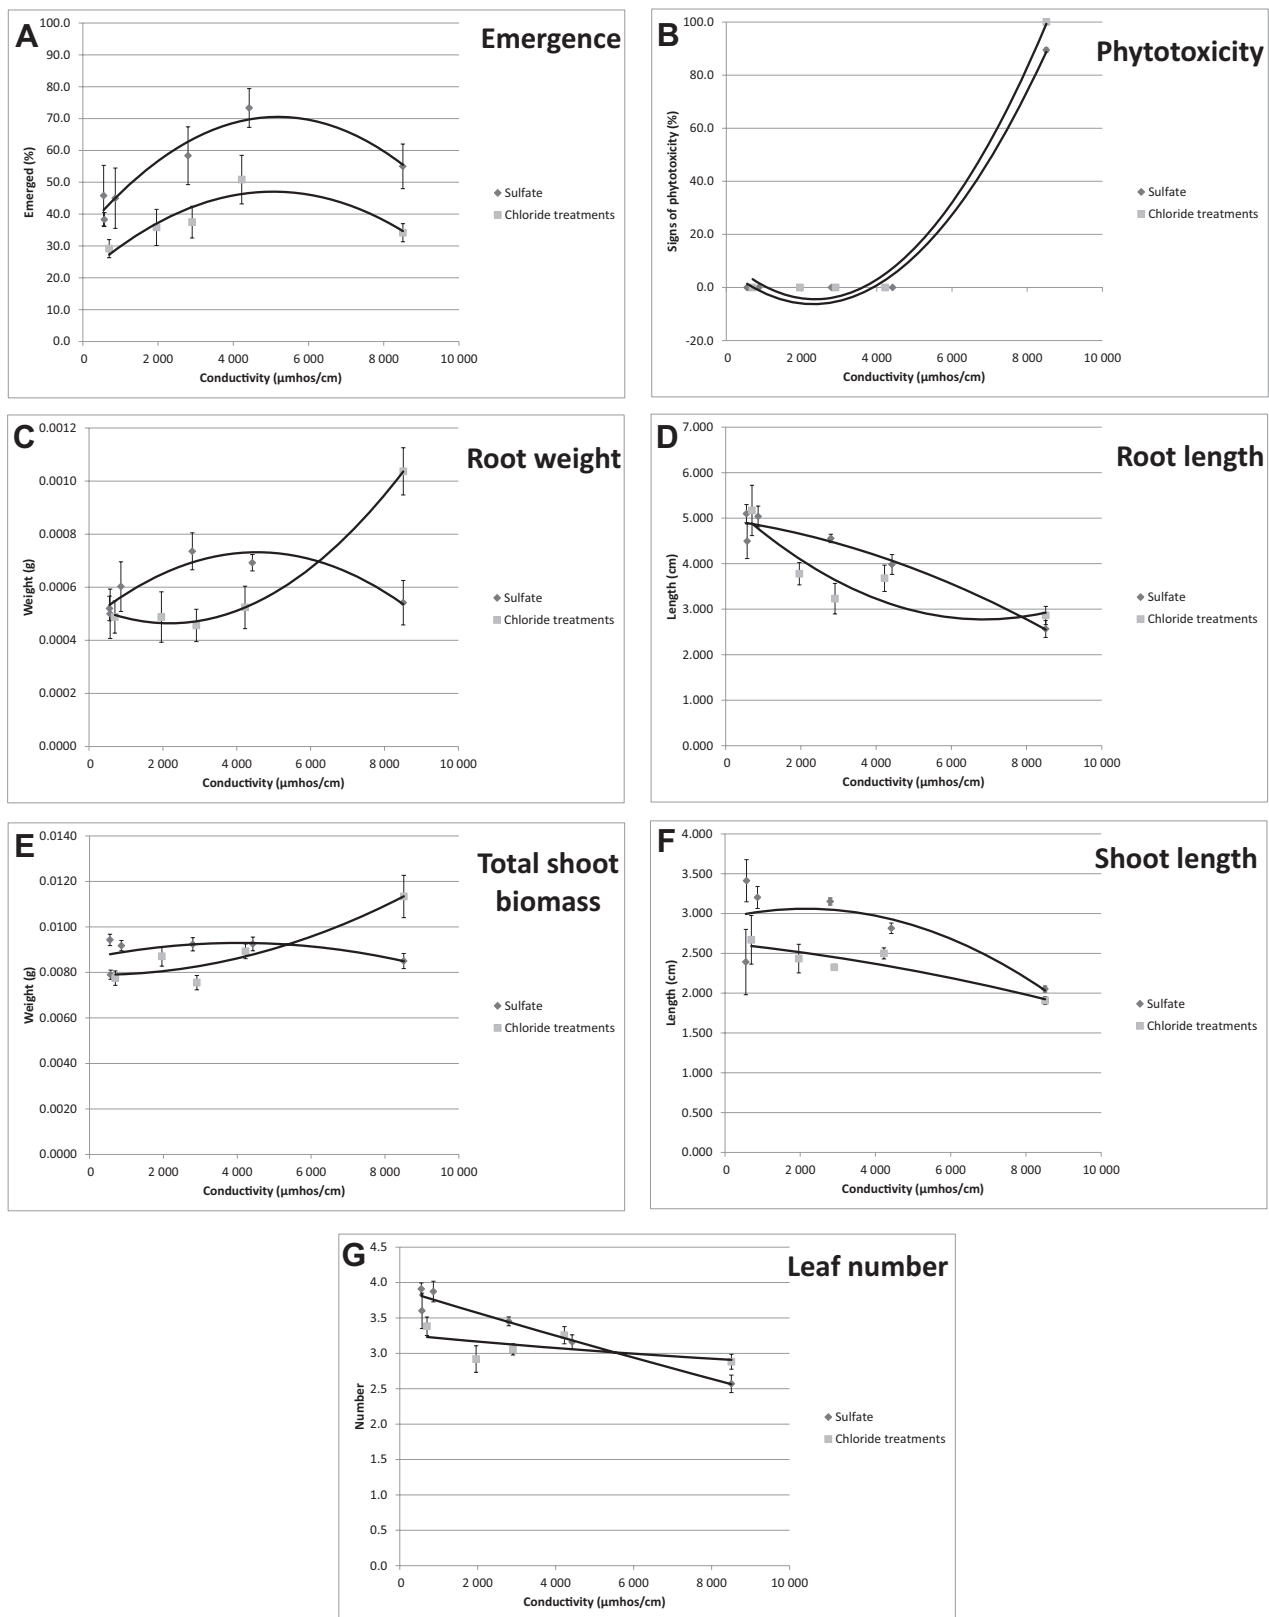 A
Emergence
100.0
90.0
80.0
70.0
60.0
50.0
40.0
30.0
20.0
10.0
0.0
Emerged (%)
0 2 000 4 000 6 000 8 000 10 000
Conductivity (µmhos/cm)
Sulfate
Chloride treatments
B
Phytotoxicity
100.0
80.0
60.0
40.0
20.0
0.0
-20.0
Signs of phytotoxicity (%)
0 2 000 4 000 6 000 8 000 10 000
Conductivity (µmhos/cm)
Sulfate
Chloride treatments
C
Root weight
0.0012
0.0010
0.0008
0.0006
0.0004
0.0002
0.0000
Weight (g)
0 2 000 4 000 6 000 8 000 10 000
Conductivity (µmhos/cm)
Sulfate
Chloride treatments
D
Root length
7.000
6.000
5.000
4.000
3.000
2.000
1.000
0.000
Length (cm)
0 2 000 4 000 6 000 8 000 10 000
Conductivity (µmhos/cm)
Sulfate
Chloride treatments
E
Total shoot
biomass
0.0140
0.0120
0.0100
0.0080
0.0060
0.0040
0.0020
0.0000
Weight (g)
0 2 000 4 000 6 000 8 000 10 000
Conductivity (µmhos/cm)
Sulfate
Chloride treatments
F
Shoot length
4.000
3.500
3.000
2.500
2.000
1.500
1.000
0.500
0.000
Length (cm)
0 2 000 4 000 6 000 8 000 10 000
Conductivity (µmhos/cm)
Sulfate
Chloride treatments
G
Leaf number
4.5
4.0
3.5
3.0
2.5
2.0
1.5
1.0
0.5
0.0
Number
0 2 000 4 000 6 000 8 000 10 000
Conductivity (µmhos/cm)
Sulfate
Chloride treatments